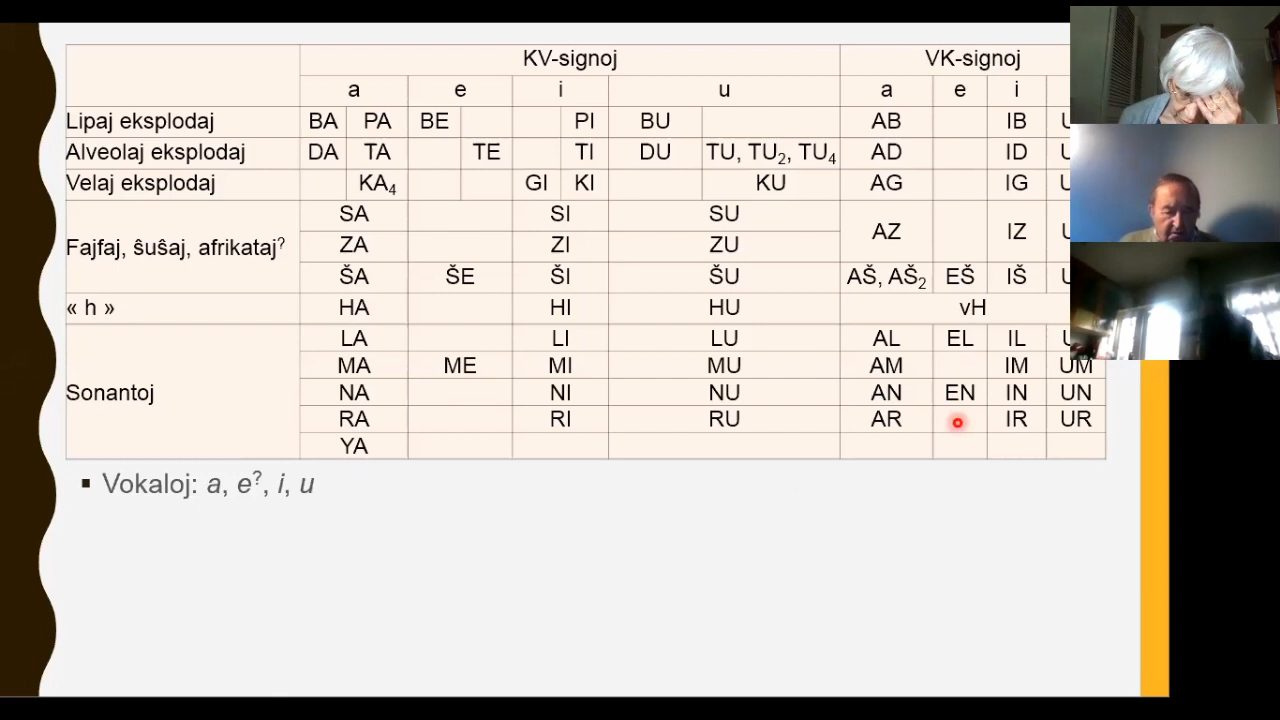 KV-signoj VK-signoj
a e i u a e i
Lipaj eksplodaj BA PA BE PI BU AB IB
Alveolaj eksplodaj DA TA TE TI DU TU, TU₂, TU₄ AD ID
Velaj eksplodaj KA₄ GI KI KU AG IG
Fajfaj, ŝuŝaj, afrikataj?
SA SI SU
ZA ZI ZU AZ IZ
ŠA ŠE ŠI ŠU AŠ, AŠ₂ EŠ IŠ
« h » HA HI HU vH
Sonantoj
LA LI LU AL EL IL
MA ME MI MU AM IM UM
NA NI NU AN EN IN UN
RA RI RU AR IR UR
YA
▪ Vokaloj: a, e?, i, u